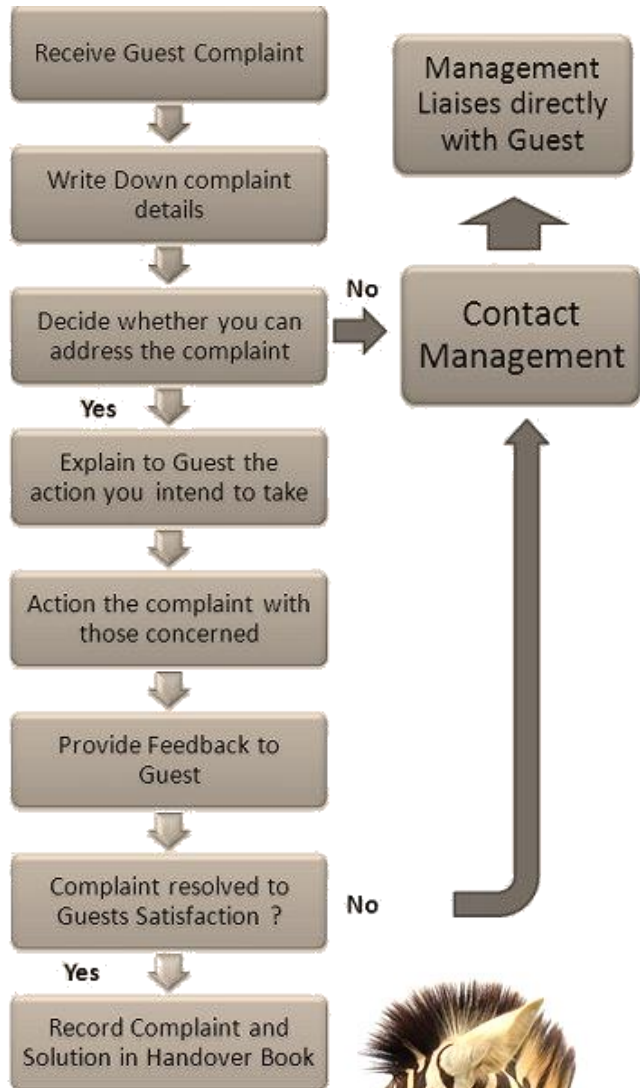 Receive Guest Complaint
Write Down complaint
details
Decide whether you can
address the complaint
No
Yes
Explain to Guest the
action you intend to take
Action the complaint with
those concerned
Provide Feedback to
Guest
Complaint resolved to
Guests Satisfaction ?
No
Yes
Record Complaint and
Solution in Handover Book
Management
Liaises directly
with Guest
Contact
Management